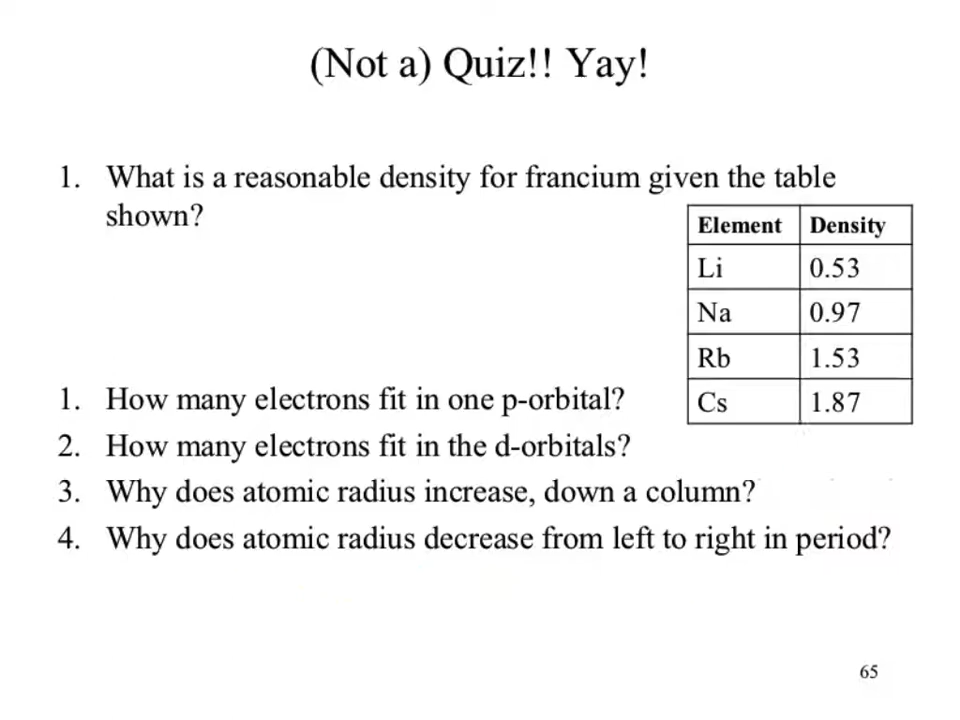 (Not a) Quiz!! Yay!
1. What is a reasonable density for francium given the table
shown?
Element Density
Li 0.53
Na 0.97
Rb 1.53
Cs 1.87
1. How many electrons fit in one p-orbital?
2. How many electrons fit in the d-orbitals?
3. Why does atomic radius increase, down a column?
4. Why does atomic radius decrease from left to right in period?
65